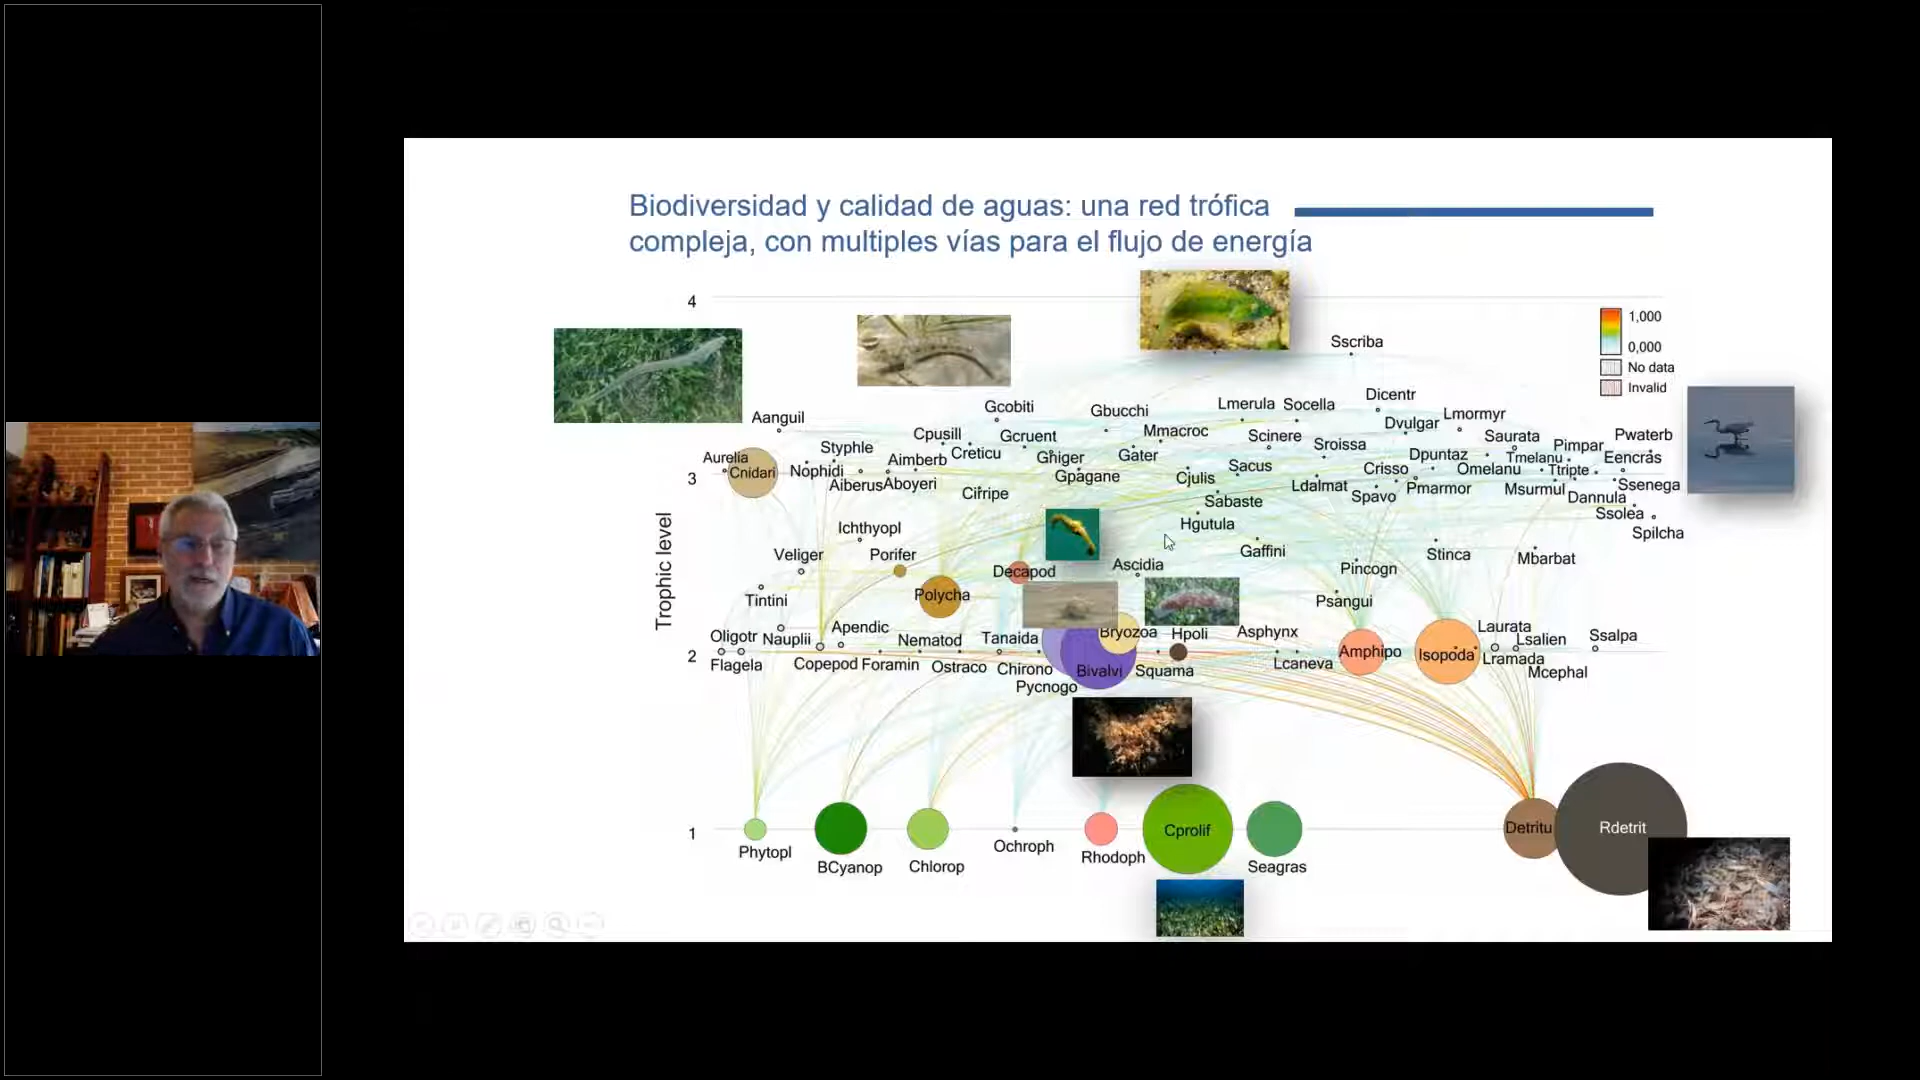 Biodiversidad y calidad de aguas: una red trófica
compleja, con multiples vías para el flujo de energía
4
1,000
0,000
No data
Invalid
Sscriba
Dicentr
Gcobiti
Gbucchi
Lmerula
Socella
Lmormyr
Aanguil
Dvulgar
Cpusill
Gcruent
Mmacroc
Scinere
Sroissa
Saurata
Pimpar
Pwaterb
Styphle
Creticu
Aurelia
Aimberb
Gniger
Gater
Dpuntaz
Tmelanu
Eencras
Cnidari
Nophidi
Sacus
Crisso
Omelanu
Ttripte
3
Gpagane
Cjulis
Aiberus
Aboyeri
Cifripe
Ldalmat
Spavo
Pmarmor
Msurmul
Ssenega
Dannula
Sabaste
Ssolea
Ichthyopl
Hgutula
Spilcha
Trophic level
Veliger
Porifer
Gaffini
Stinca
Mbarbat
Decapod
Ascidia
Pincogn
Tintini
Polycha
Psangui
Oligotr
Nauplii
Apendic
Nematod
Tanaida
Bryozoa
Hpoli
Asphynx
Laurata
Lsalien
Ssalpa
2
Flagela
Copepod
Foramin
Ostraco
Chirono
Bivalvi
Squama
Lcaneva
Amphipo
Isopoda
Lramada
Mcephal
Pycnogo
1
Phytopl
BCyanop
Chlorop
Ochroph
Rhodoph
Cprolif
Seagras
Detritu
Rdetrit